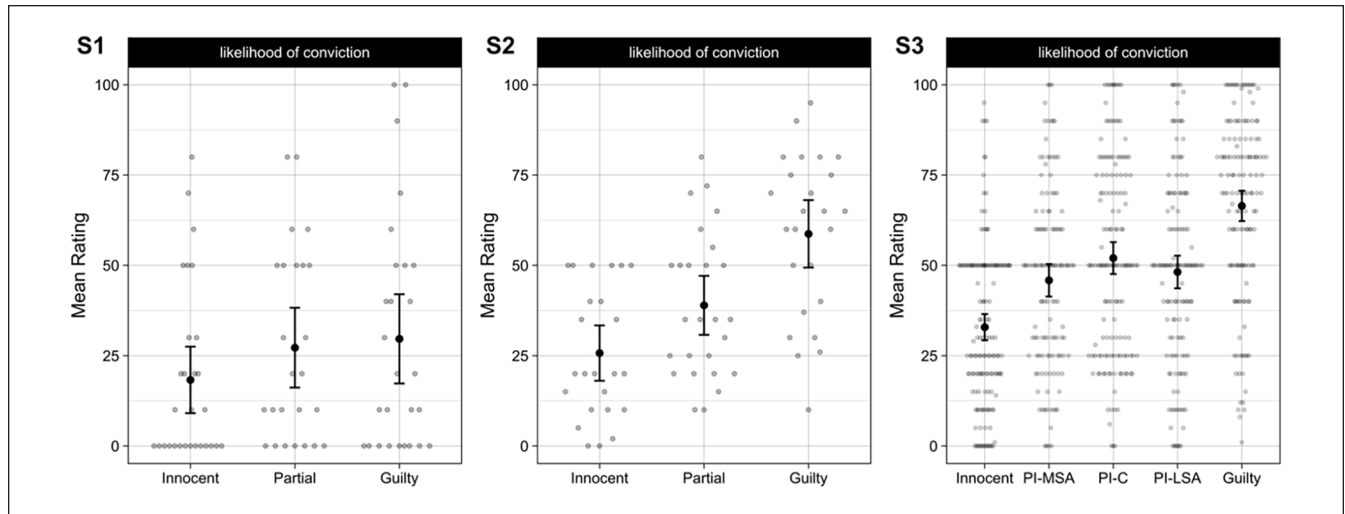 S1
likelihood of conviction
Mean Rating
100
75
50
25
0
Innocent Partial Guilty
S2
likelihood of conviction
Mean Rating
100
75
50
25
0
Innocent Partial Guilty
S3
likelihood of conviction
Mean Rating
100
75
50
25
0
Innocent PI-MSA PI-C PI-LSA Guilty